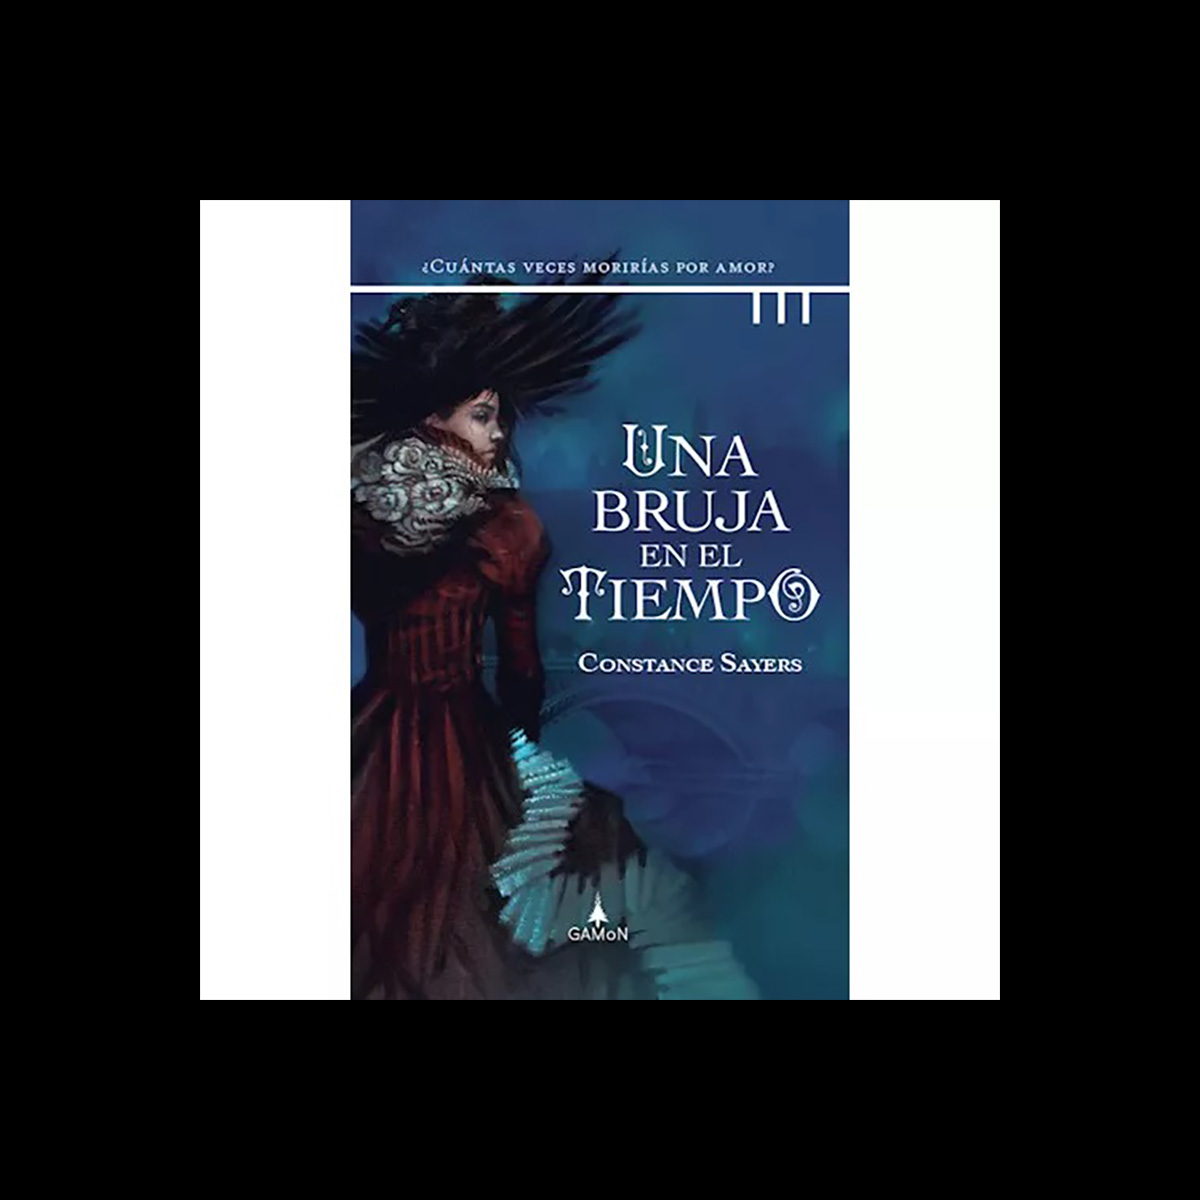 ¿Cuántas veces morirías por amor?
Una
bruja
en el
Tiempo
Constance Sayers
GAMoN